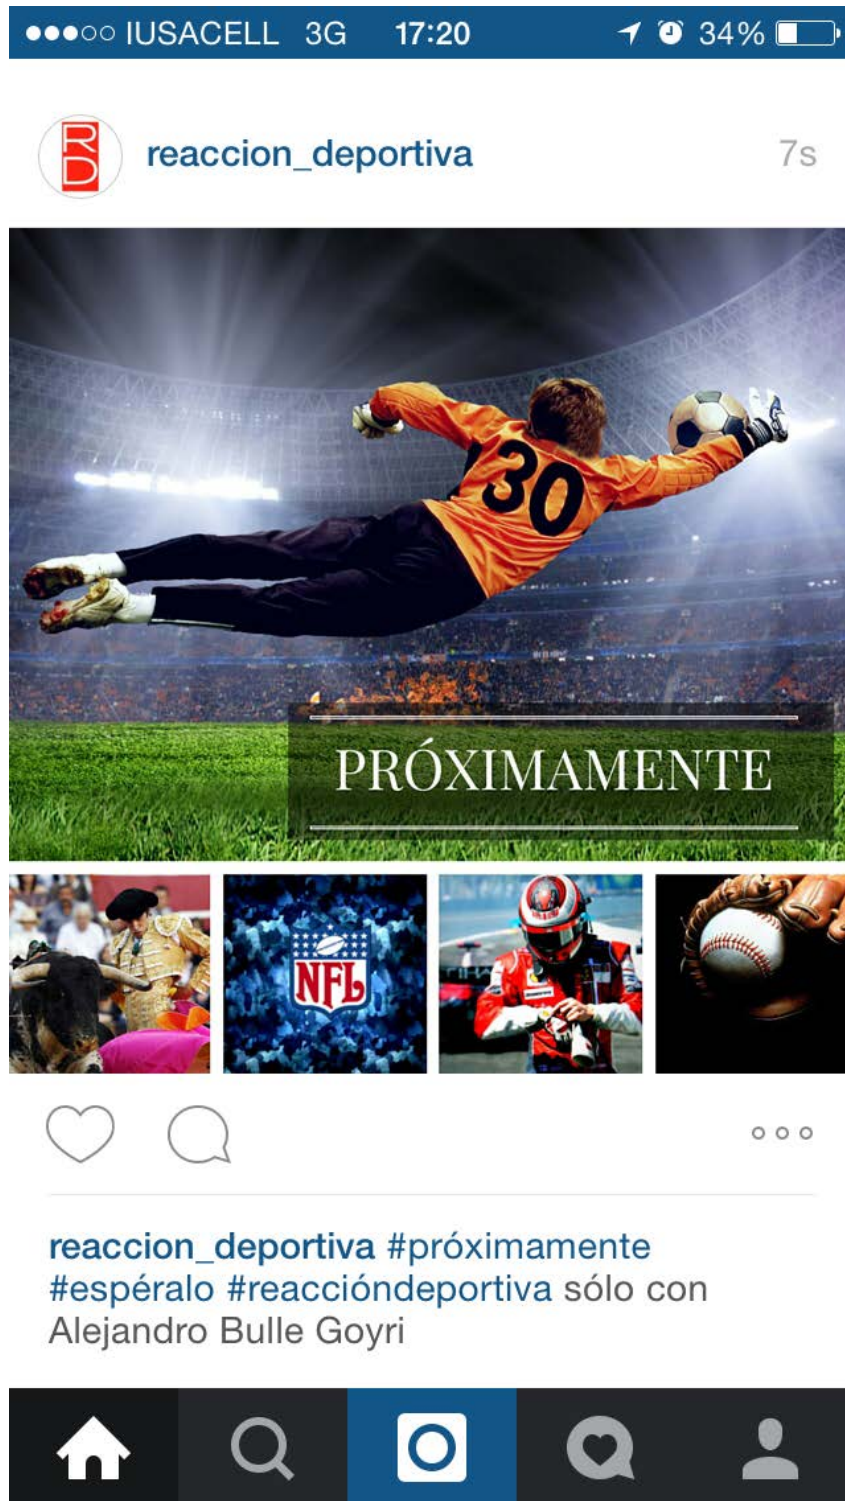 IUSACELL 3G 17:20 34%
RD
reaccion_deportiva 7s
30
PRÓXIMAMENTE
NFL
reaccion_deportiva #próximamente
#espéralo #reaccióndeportiva sólo con
Alejandro Bulle Goyri